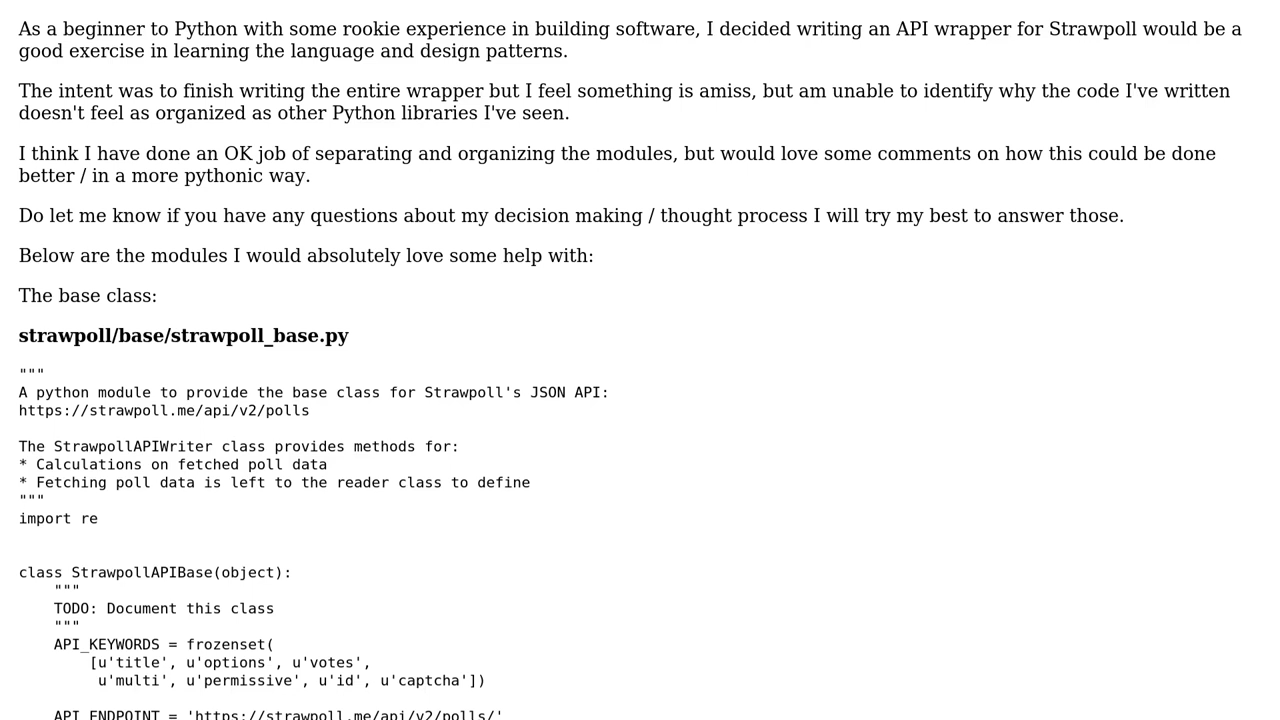 As a beginner to Python with some rookie experience in building software, I decided writing an API wrapper for Strawpoll would be a
good exercise in learning the language and design patterns.
The intent was to finish writing the entire wrapper but I feel something is amiss, but am unable to identify why the code I've written
doesn't feel as organized as other Python libraries I've seen.
I think I have done an OK job of separating and organizing the modules, but would love some comments on how this could be done
better / in a more pythonic way.
Do let me know if you have any questions about my decision making / thought process I will try my best to answer those.
Below are the modules I would absolutely love some help with:
The base class:
strawpoll/base/strawpoll_base.py
"""
A python module to provide the base class for Strawpoll's JSON API:
https://strawpoll.me/api/v2/polls
The StrawpollAPIWriter class provides methods for:
* Calculations on fetched poll data
* Fetching poll data is left to the reader class to define
"""
import re
class StrawpollAPIBase(object):
    """
    TODO: Document this class
    """
    API_KEYWORDS = frozenset(
        [u'title', u'options', u'votes',
         u'multi', u'permissive', u'id', u'captcha'])
    API_ENDPOINT = 'https://strawpoll.me/api/v2/polls/'